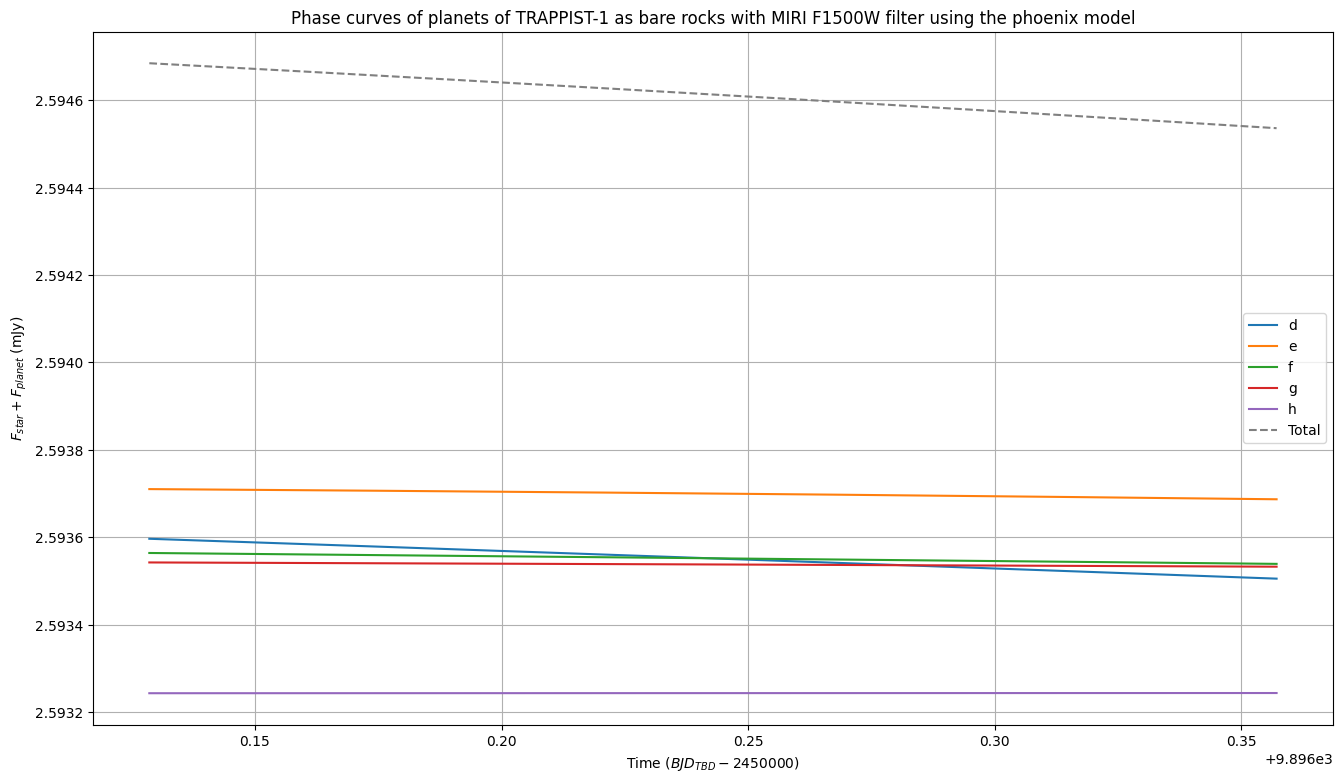 Phase curves of planets of TRAPPIST-1 as bare rocks with MIRI F1500W filter using the phoenix model
2.5946
2.5944
2.5942
2.5940
2.5938
2.5936
2.5934
2.5932
F_star + F_planet (mJy)
d
e
f
g
h
Total
0.15 0.20 0.25 0.30 0.35
+9.896e3
Time (BJD_TBD − 2450000)